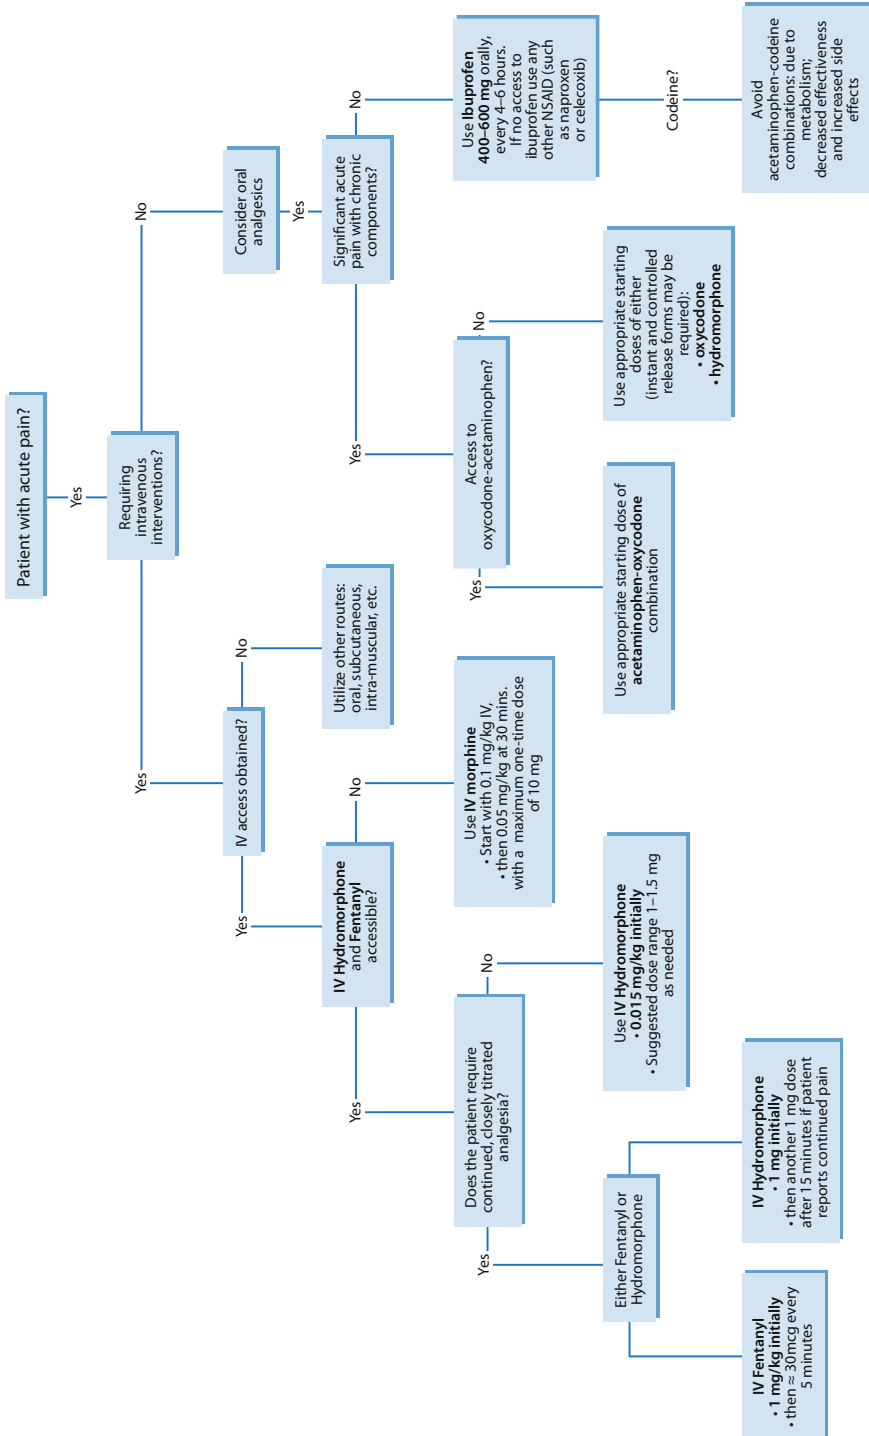 Patient with acute pain?
Yes
Requiring
intravenous
interventions?
Yes
No
IV access obtained?
Consider oral
analgesics
Yes
No
Yes
IV Hydromorphone
and Fentanyl
accessible?
Utilize other routes:
oral, subcutaneous,
intra-muscular, etc.
Significant acute
pain with chronic
components?
Yes
No
Yes
No
Does the patient require
continued, closely titrated
analgesia?
Use IV morphine
• Start with 0.1 mg/kg IV,
• then 0.05 mg/kg at 30 mins.
with a maximum one-time dose
of 10 mg
Access to
oxycodone-acetaminophen?
Use Ibuprofen
400–600 mg orally,
every 4–6 hours.
If no access to
ibuprofen use any
other NSAID (such
as naproxen
or celecoxib)
Yes
No
Yes
No
Codeine?
Either Fentanyl or
Hydromorphone
Use IV Hydromorphone
• 0.015 mg/kg initially
• Suggested dose range 1–1.5 mg
as needed
Use appropriate starting dose of
acetaminophen-oxycodone
combination
Use appropriate starting
doses of either
(instant and controlled
release forms may be
required):
• oxycodone
• hydromorphone
IV Fentanyl
• 1 mg/kg initially
• then ≈ 30mcg every
5 minutes
IV Hydromorphone
• 1 mg initially
• then another 1 mg dose
after 15 minutes if patient
reports continued pain
Avoid
acetaminophen-codeine
combinations: due to
metabolism;
decreased effectiveness
and increased side
effects